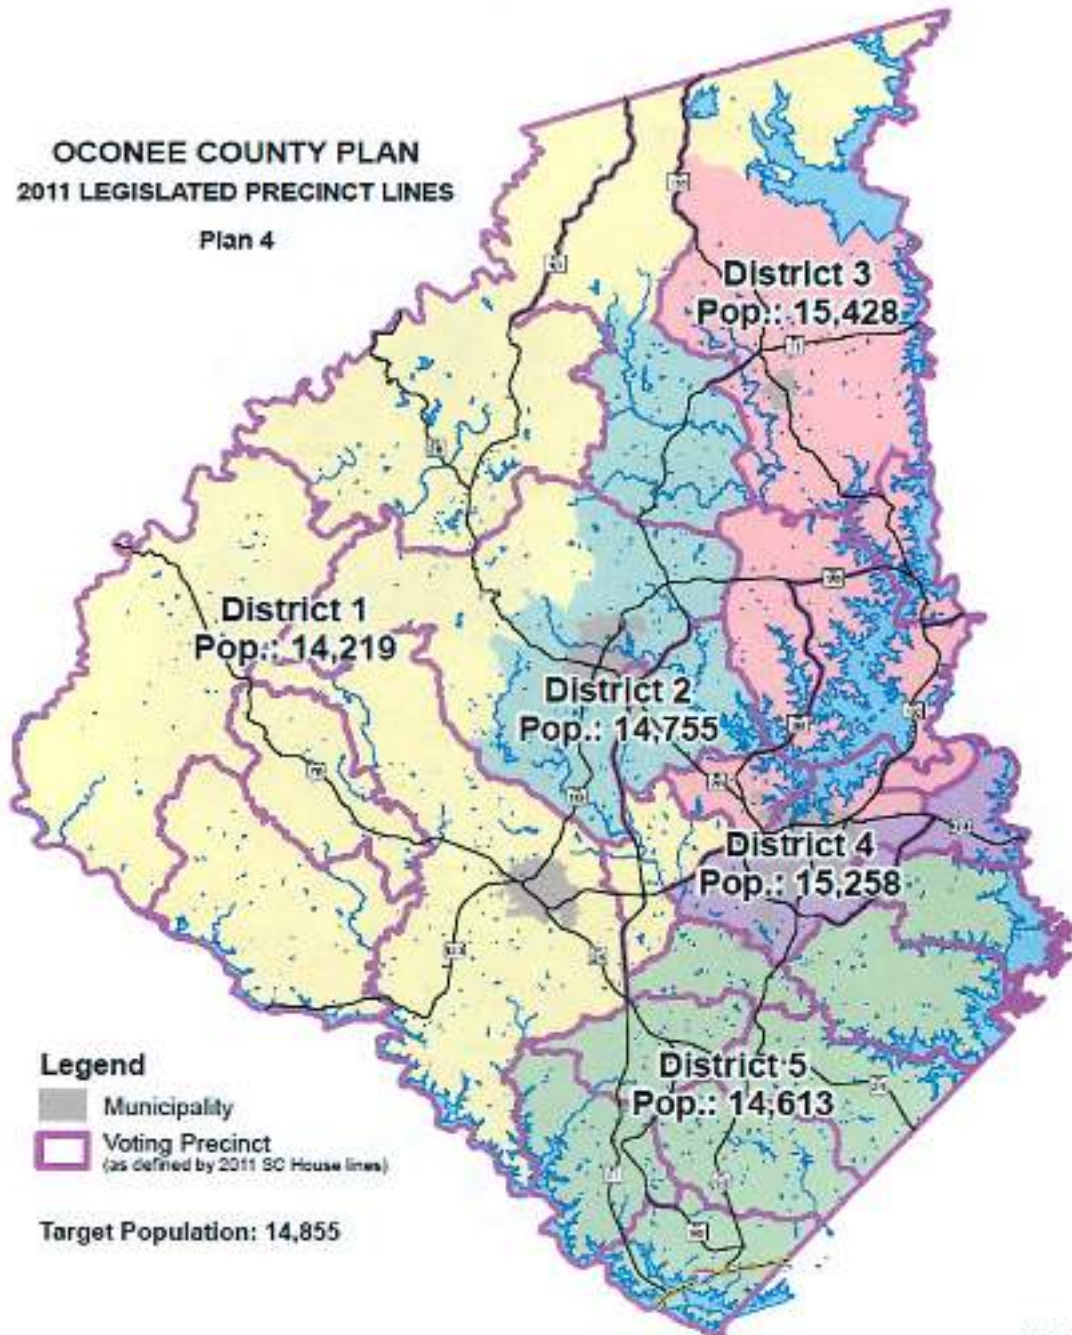 OCONEE COUNTY PLAN
2011 LEGISLATED PRECINCT LINES
Plan 4
District 3
Pop.: 15,428
11
District 1
Pop.: 14,219
District 2
Pop.: 14,755
District 4
Pop.: 15,258
District 5
Pop.: 14,613
Legend
Municipality
Voting Precinct
(as defined by 2011 SC House lines)
Target Population: 14,855